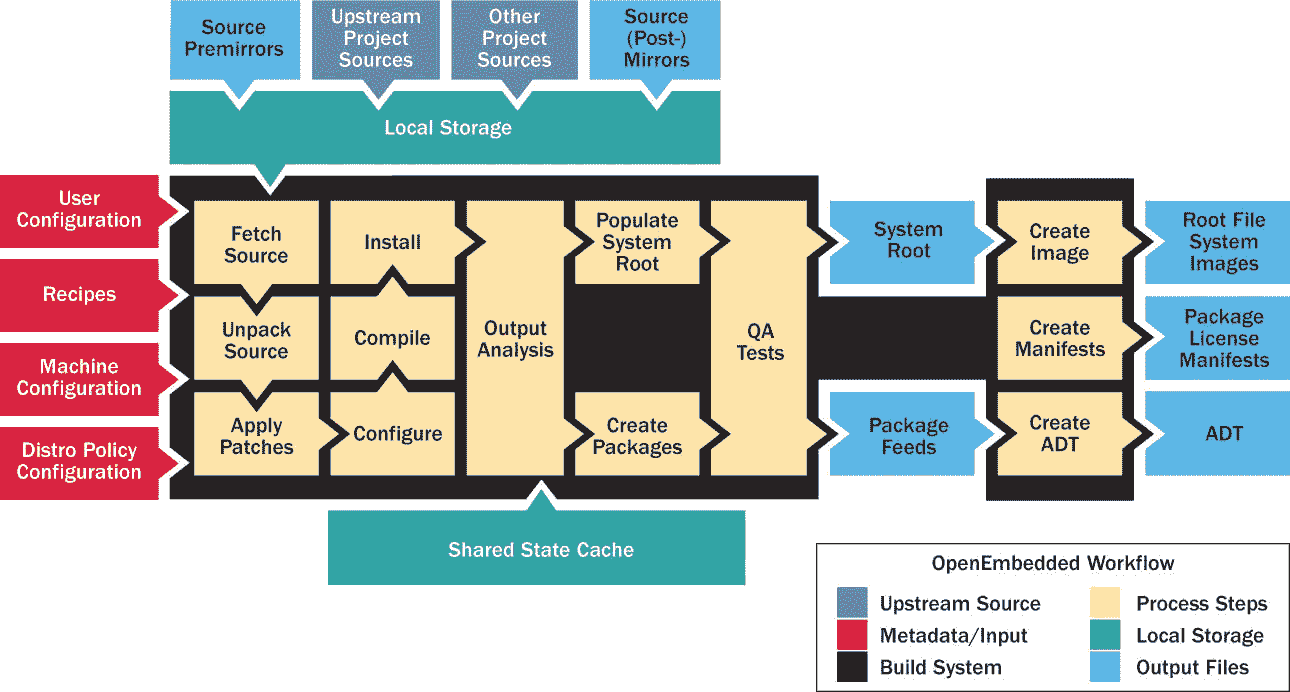 Source
Premirrors
Upstream
Project
Sources
Other
Project
Sources
Source
(Post-)
Mirrors
Local Storage
User
Configuration
Recipes
Machine
Configuration
Distro Policy
Configuration
Fetch
Source
Unpack
Source
Apply
Patches
Install
Compile
Configure
Output
Analysis
Populate
System
Root
Create
Packages
QA
Tests
System
Root
Package
Feeds
Create
Image
Create
Manifests
Create
ADT
Root File
System
Images
Package
License
Manifests
ADT
Shared State Cache
OpenEmbedded Workflow
Upstream Source
Metadata/Input
Build System
Process Steps
Local Storage
Output Files